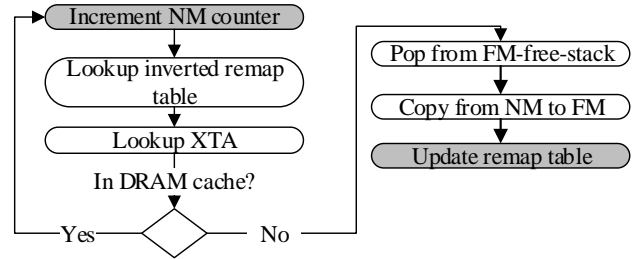 Increment NM counter
Lookup inverted remap
table
Lookup XTA
In DRAM cache?
Yes
No
Pop from FM-free-stack
Copy from NM to FM
Update remap table